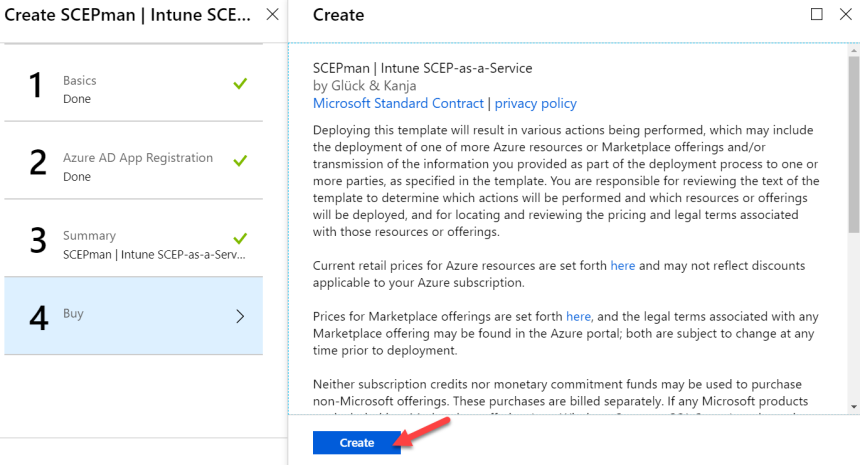 Create SCEPman | Intune SCE...
1
Basics
Done
2
Azure AD App Registration
Done
3
Summary
SCEPman | Intune SCEP-as-a-Serv...
4
Buy
Create
SCEPman | Intune SCEP-as-a-Service
by Glück & Kanja
Microsoft Standard Contract | privacy policy
Deploying this template will result in various actions being performed, which may include
the deployment of one of more Azure resources or Marketplace offerings and/or
transmission of the information you provided as part of the deployment process to one or
more parties, as specified in the template. You are responsible for reviewing the text of the
template to determine which actions will be performed and which resources or offerings
will be deployed, and for locating and reviewing the pricing and legal terms associated
with those resources or offerings.
Current retail prices for Azure resources are set forth here and may not reflect discounts
applicable to your Azure subscription.
Prices for Marketplace offerings are set forth here, and the legal terms associated with any
Marketplace offering may be found in the Azure portal; both are subject to change at any
time prior to deployment.
Neither subscription credits nor monetary commitment funds may be used to purchase
non-Microsoft offerings. These purchases are billed separately. If any Microsoft products
Create